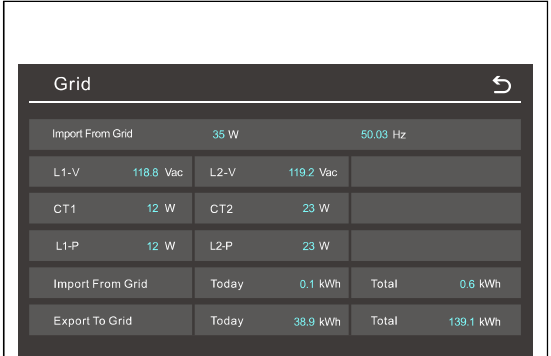 Grid
Import From Grid 35 W 50.03 Hz
L1-V 118.8 Vac L2-V 119.2 Vac
CT1 12 W CT2 23 W
L1-P 12 W L2-P 23 W
Import From Grid Today 0.1 kWh Total 0.6 kWh
Export To Grid Today 38.9 kWh Total 139.1 kWh